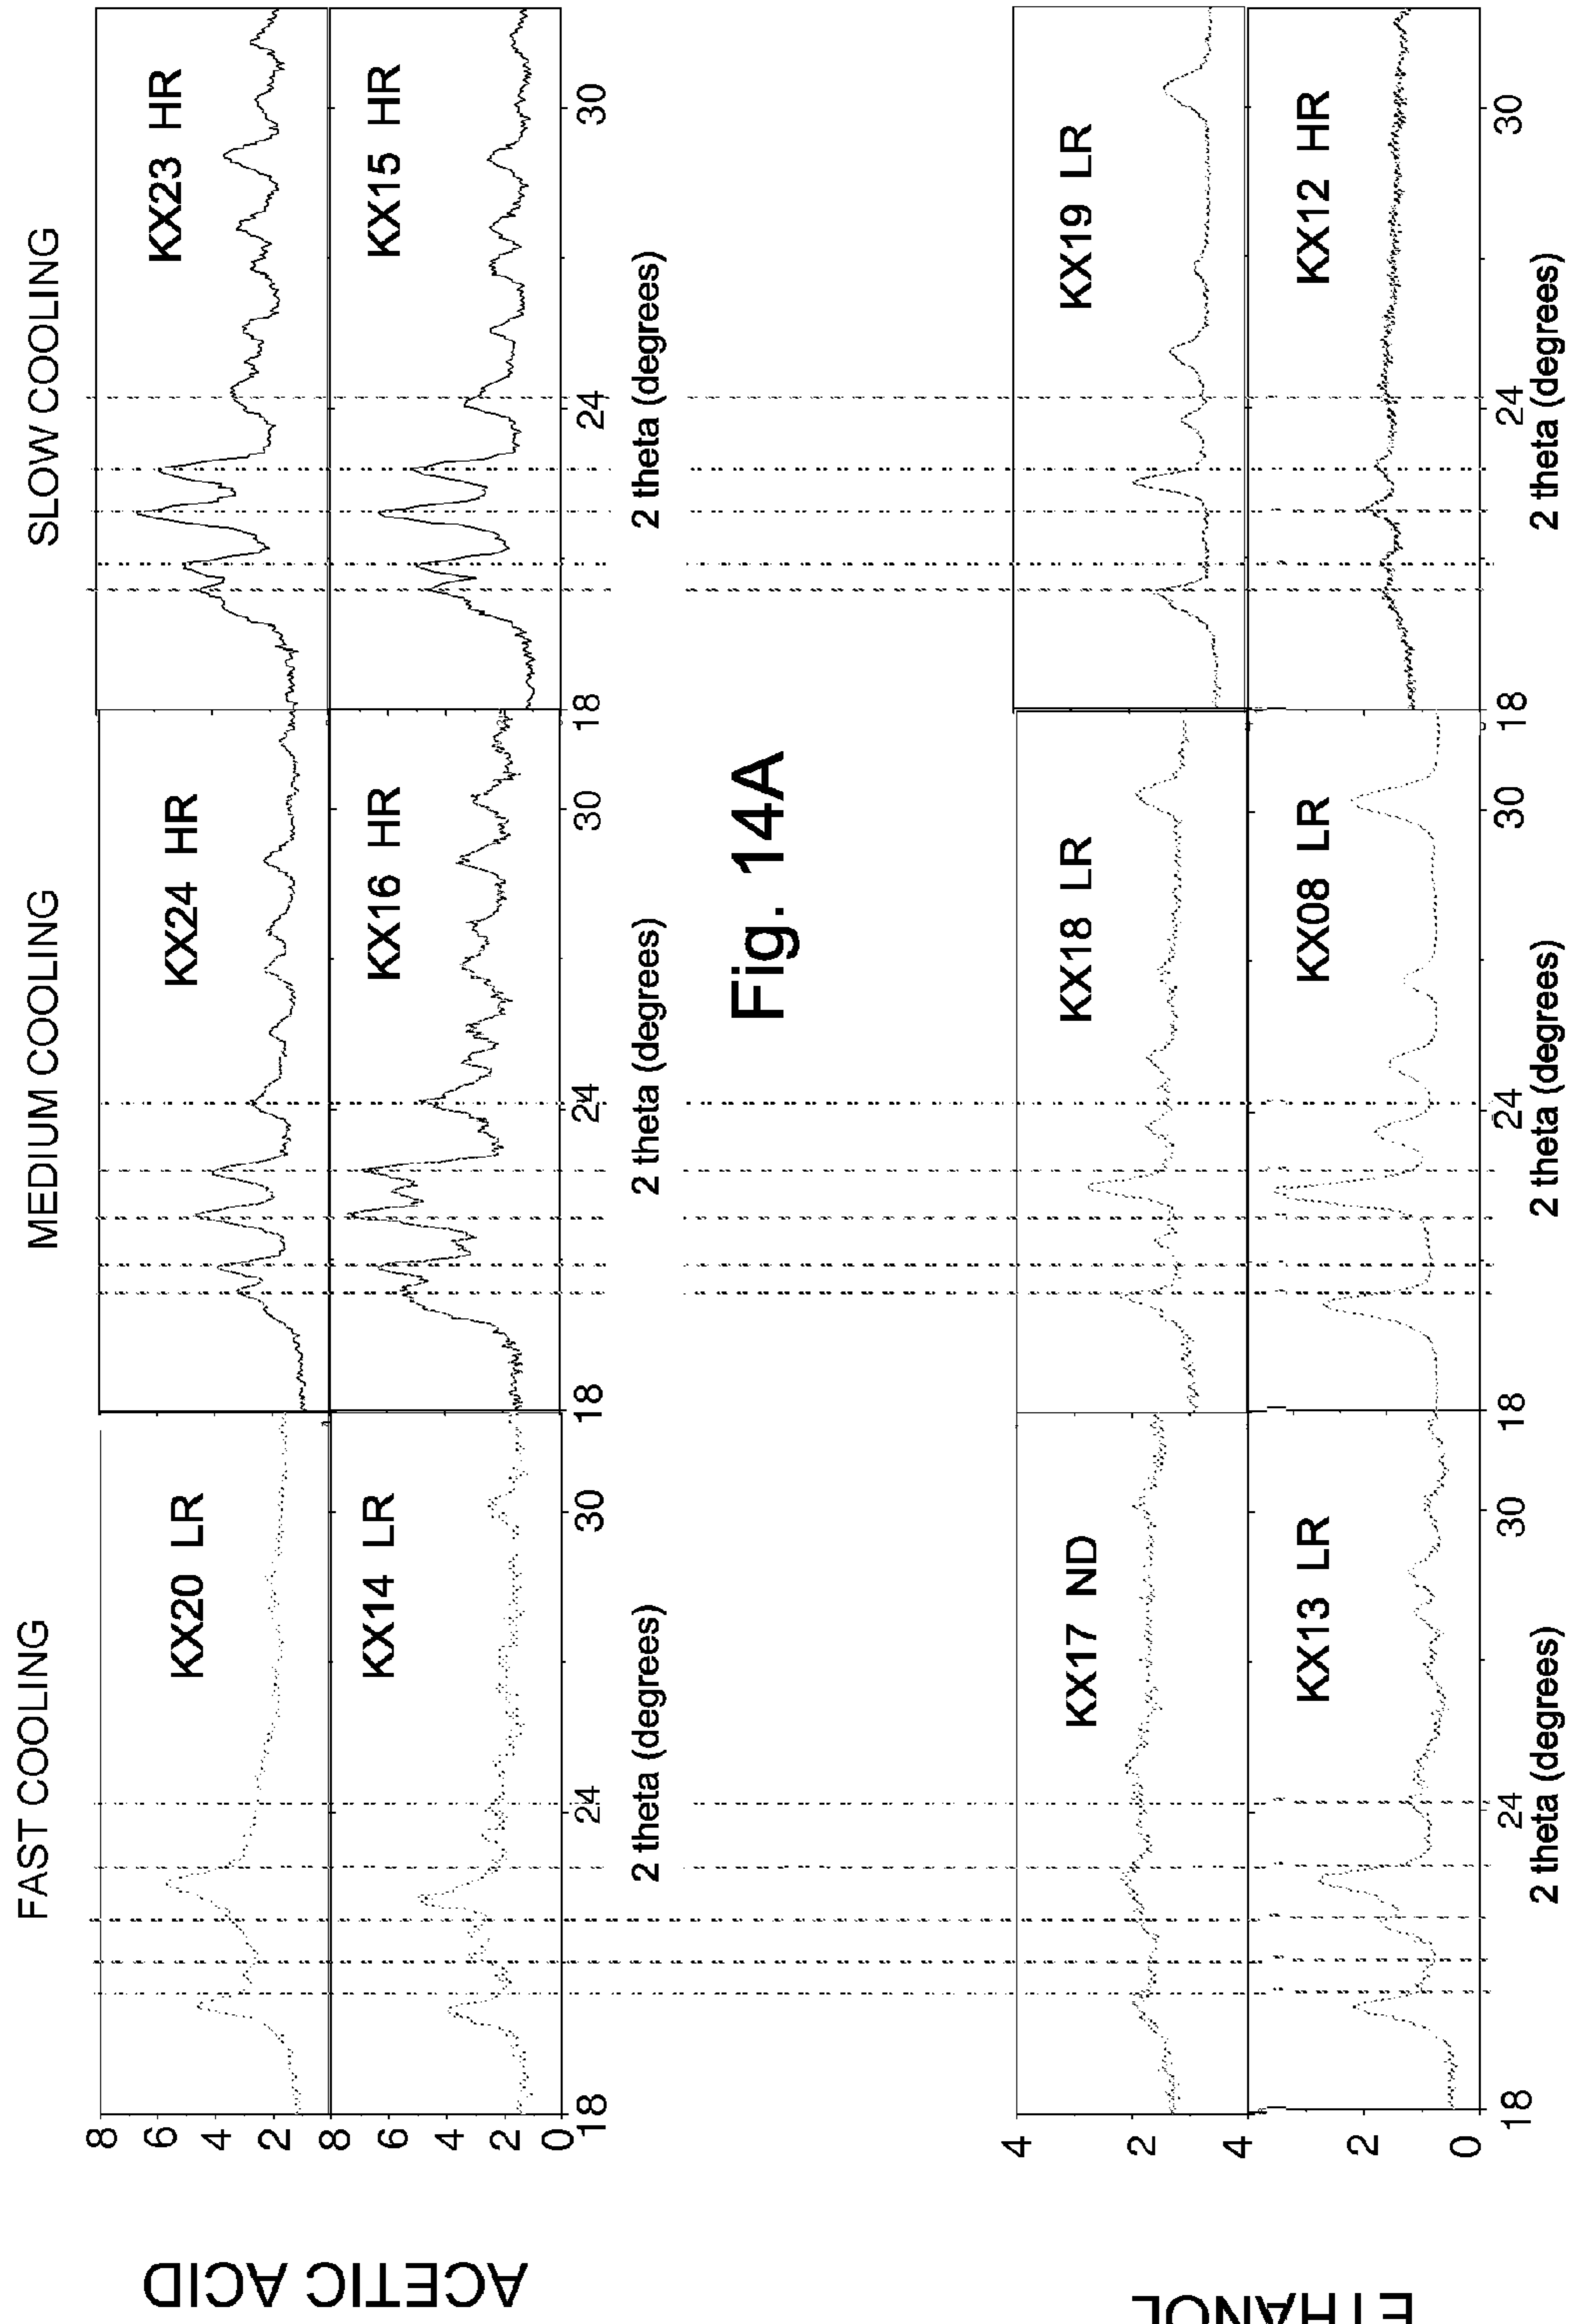 FAST COOLING
MEDIUM COOLING
SLOW COOLING
ACETIC ACID
8
6
4
2
KX20 LR
KX24 HR
KX23 HR
8
6
4
2
0
KX14 LR
KX16 HR
KX15 HR
18 24 30 18 24 30 18 24 30
2 theta (degrees) 2 theta (degrees) 2 theta (degrees)
Fig. 14A
ETHANOL
4
2
KX17 ND
KX18 LR
KX19 LR
4
2
0
KX13 LR
KX08 LR
KX12 HR
18 24 30 18 24 30 18 24 30
2 theta (degrees) 2 theta (degrees) 2 theta (degrees)